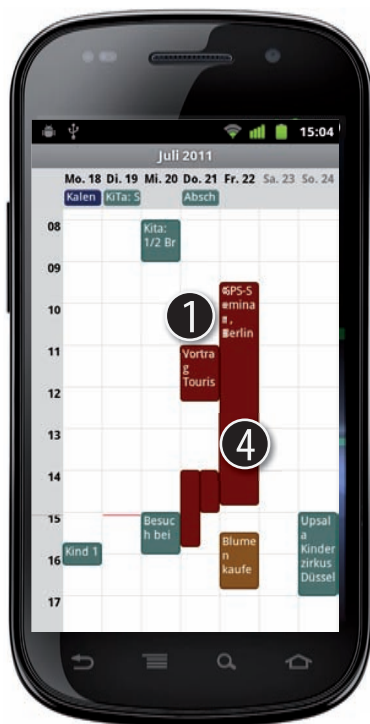 15:04
Juli 2011
Mo. 18 Di. 19 Mi. 20 Do. 21 Fr. 22 Sa. 23 So. 24
Kalen KiTa: S Absch
08
Kita:
1/2 Br
09
GPS-S
emina
r,
Berlin
10
1
11
Vortra
g
Touris
12
13
4
14
15
Besuc
h bei
Upsal
a
Kinder
zirkus
Düssel
Blume
n
kaufe
16
Kind 1
17